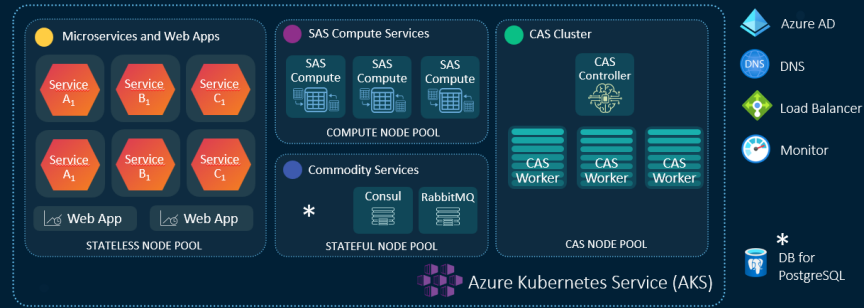 Microservices and Web Apps
Service
A1
Service
B1
Service
C1
Service
A1
Service
B1
Service
C1
Web App
Web App
STATELESS NODE POOL
SAS Compute Services
SAS
Compute
SAS
Compute
SAS
Compute
COMPUTE NODE POOL
Commodity Services
*
Consul
RabbitMQ
STATEFUL NODE POOL
CAS Cluster
CAS
Controller
CAS
Worker
CAS
Worker
CAS
Worker
CAS NODE POOL
Azure Kubernetes Service (AKS)
Azure AD
DNS
DNS
Load Balancer
Monitor
*
DB for
PostgreSQL